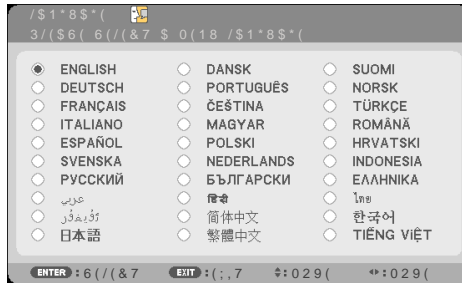 /$1*8$*(
3/($6( 6(/(&7 $ 0(18 /$1*8$*(
ENGLISH DANSK SUOMI
DEUTSCH PORTUGUÊS NORSK
FRANÇAIS ČEŠTINA TÜRKÇE
ITALIANO MAGYAR ROMÂNĂ
ESPAÑOL POLSKI HRVATSKI
SVENSKA NEDERLANDS INDONESIA
РУССКИЙ БЪЛГАРСКИ ΕΛΛΗΝΙΚΑ
عربي हिन्दी ไทย
ئۇيغۇر 简体中文 한국어
日本語 繁體中文 TIẾNG VIỆT
ENTER :6(/(&7 EXIT :(;,7 :029( :029(